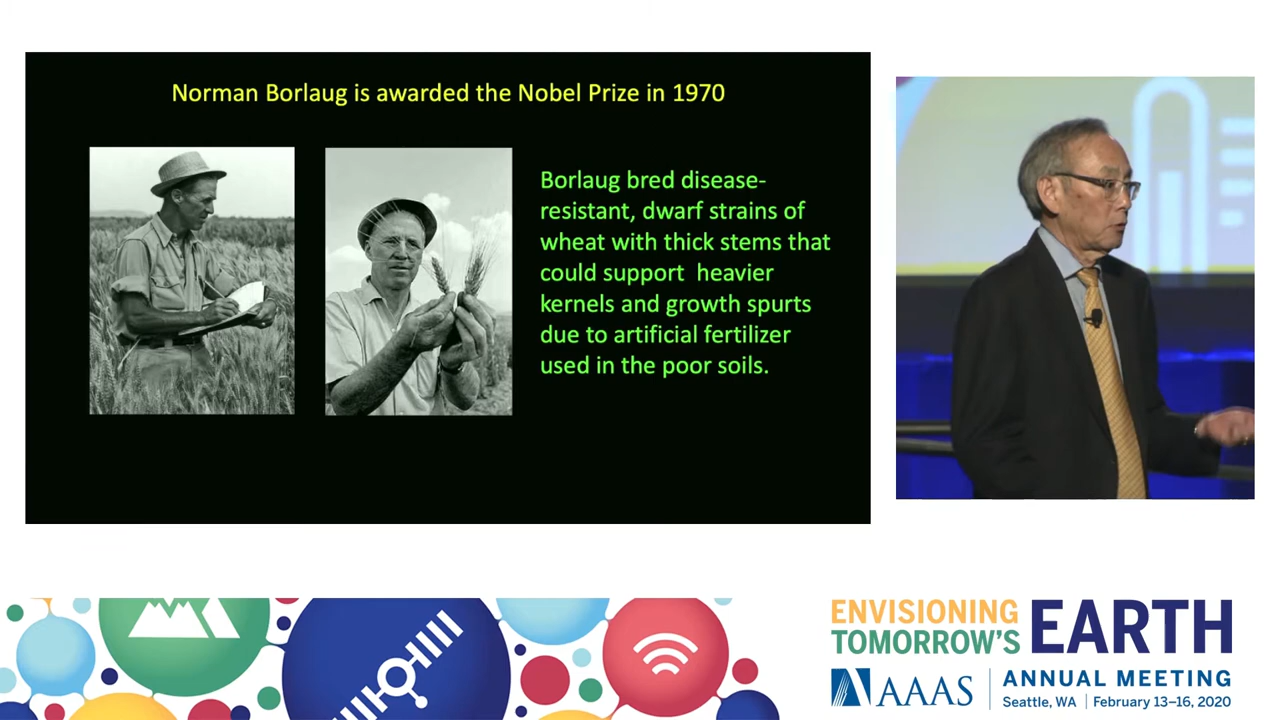 Norman Borlaug is awarded the Nobel Prize in 1970
Borlaug bred disease-
resistant, dwarf strains of
wheat with thick stems that
could support heavier
kernels and growth spurts
due to artificial fertilizer
used in the poor soils.
ENVISIONING
TOMORROW'S
EARTH
AAAS
ANNUAL MEETING
Seattle, WA | February 13–16, 2020